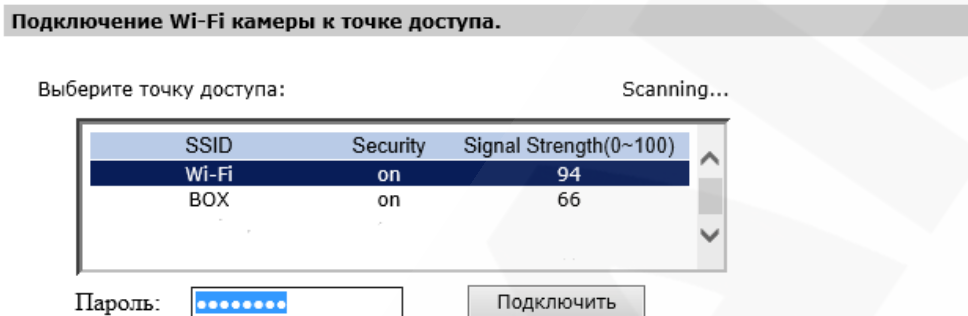 Подключение Wi-Fi камеры к точке доступа.
Выберите точку доступа: Scanning...
SSID Security Signal Strength(0~100)
Wi-Fi on 94
BOX on 66
Пароль: •••••••• Подключить